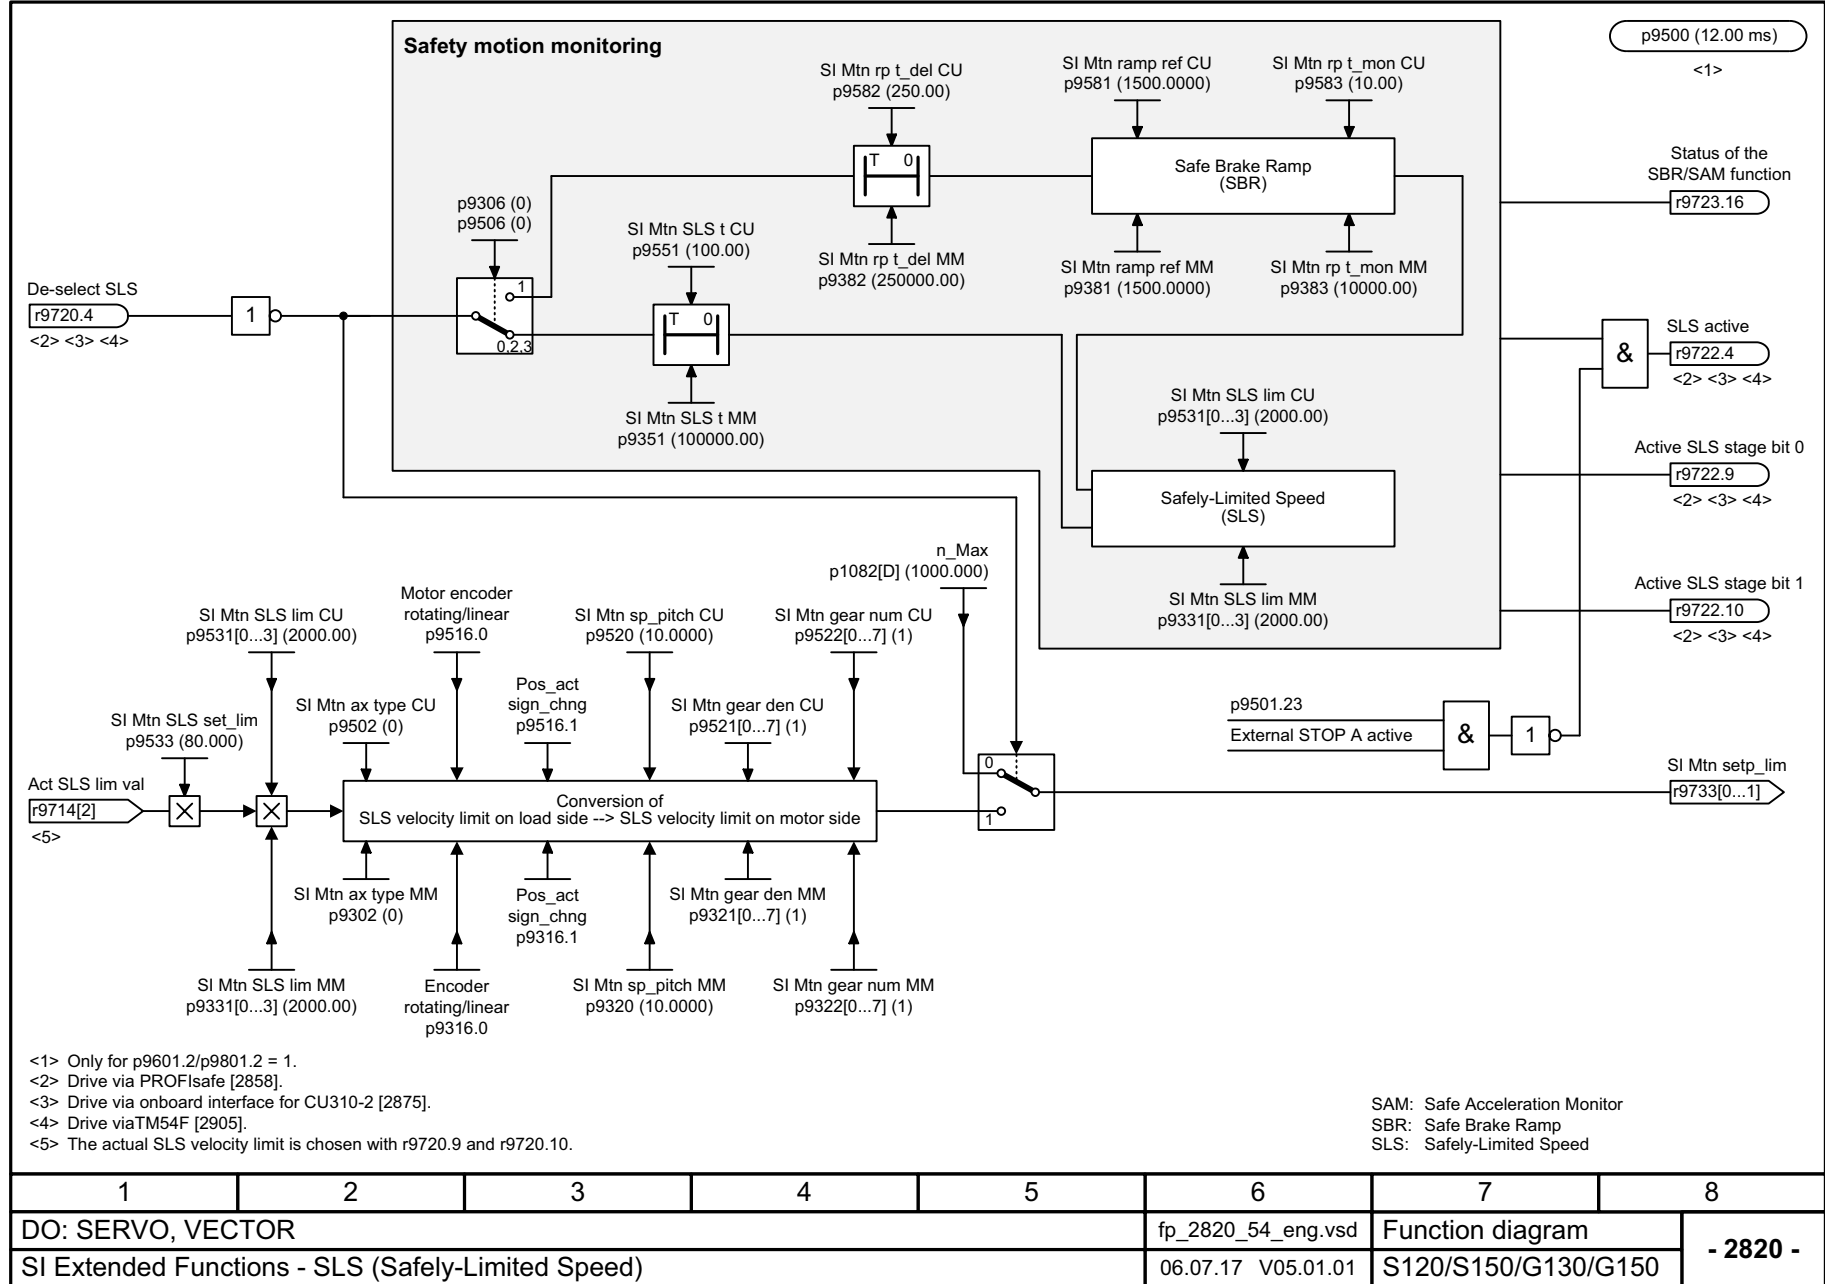 Safety motion monitoring
p9500 (12.00 ms)
<1>
SI Mtn rp t_del CU
p9582 (250.00)
SI Mtn ramp ref CU
p9581 (1500.0000)
SI Mtn rp t_mon CU
p9583 (10.00)
T 0
Safe Brake Ramp
(SBR)
Status of the
SBR/SAM function
r9723.16
p9306 (0)
p9506 (0)
SI Mtn SLS t CU
p9551 (100.00)
SI Mtn rp t_del MM
p9382 (250000.00)
SI Mtn ramp ref MM
p9381 (1500.0000)
SI Mtn rp t_mon MM
p9383 (10000.00)
De-select SLS
r9720.4
<2> <3> <4>
1
1
0,2,3
T 0
SI Mtn SLS t MM
p9351 (100000.00)
&
SLS active
r9722.4
<2> <3> <4>
SI Mtn SLS lim CU
p9531[0...3] (2000.00)
Safely-Limited Speed
(SLS)
SI Mtn SLS lim MM
p9331[0...3] (2000.00)
Active SLS stage bit 0
r9722.9
<2> <3> <4>
Active SLS stage bit 1
r9722.10
<2> <3> <4>
n_Max
p1082[D] (1000.000)
SI Mtn SLS lim CU
p9531[0...3] (2000.00)
Motor encoder
rotating/linear
p9516.0
SI Mtn sp_pitch CU
p9520 (10.0000)
SI Mtn gear num CU
p9522[0...7] (1)
SI Mtn SLS set_lim
p9533 (80.000)
SI Mtn ax type CU
p9502 (0)
Pos_act
sign_chng
p9516.1
SI Mtn gear den CU
p9521[0...7] (1)
p9501.23
External STOP A active
&
1
Act SLS lim val
r9714[2]
<5>
Conversion of
SLS velocity limit on load side --> SLS velocity limit on motor side
0
1
SI Mtn setp_lim
r9733[0...1]
SI Mtn ax type MM
p9302 (0)
Pos_act
sign_chng
p9316.1
SI Mtn gear den MM
p9321[0...7] (1)
SI Mtn SLS lim MM
p9331[0...3] (2000.00)
Encoder
rotating/linear
p9316.0
SI Mtn sp_pitch MM
p9320 (10.0000)
SI Mtn gear num MM
p9322[0...7] (1)
<1> Only for p9601.2/p9801.2 = 1.
<2> Drive via PROFIsafe [2858].
<3> Drive via onboard interface for CU310-2 [2875].
<4> Drive viaTM54F [2905].
<5> The actual SLS velocity limit is chosen with r9720.9 and r9720.10.
SAM: Safe Acceleration Monitor
SBR: Safe Brake Ramp
SLS: Safely-Limited Speed
1 2 3 4 5 6 7 8
DO: SERVO, VECTOR
fp_2820_54_eng.vsd
Function diagram
- 2820 -
SI Extended Functions - SLS (Safely-Limited Speed)
06.07.17 V05.01.01
S120/S150/G130/G150